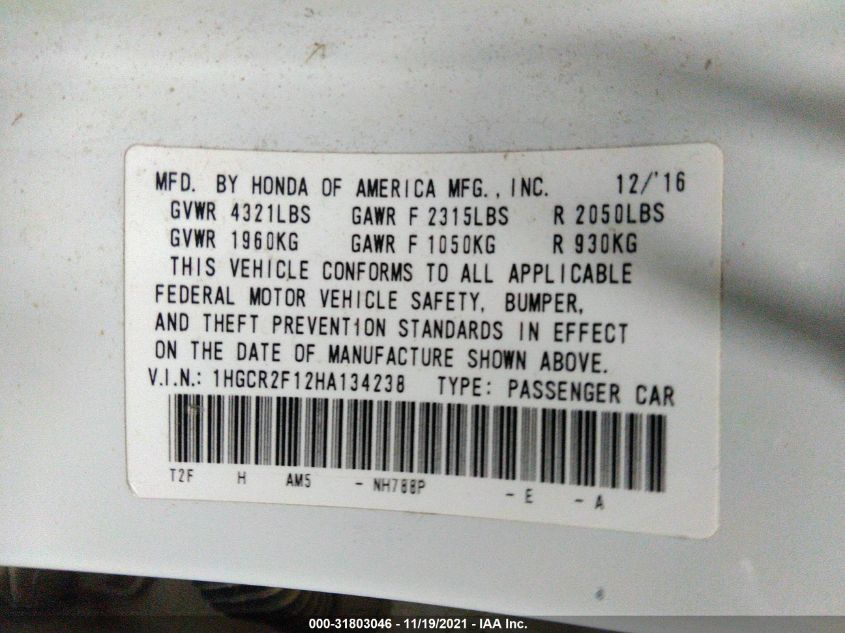 MFD. BY HONDA OF AMERICA MFG., INC. 12/'16
GVWR 4321LBS GAWR F 2315LBS R 2050LBS
GVWR 1960KG GAWR F 1050KG R 930KG
THIS VEHICLE CONFORMS TO ALL APPLICABLE
FEDERAL MOTOR VEHICLE SAFETY, BUMPER,
AND THEFT PREVENTION STANDARDS IN EFFECT
ON THE DATE OF MANUFACTURE SHOWN ABOVE.
V.I.N.: 1HGCR2F12HA134238 TYPE: PASSENGER CAR
T2F H AM5 - NH788P - E - A
000-31803046 - 11/19/2021 - IAA Inc.